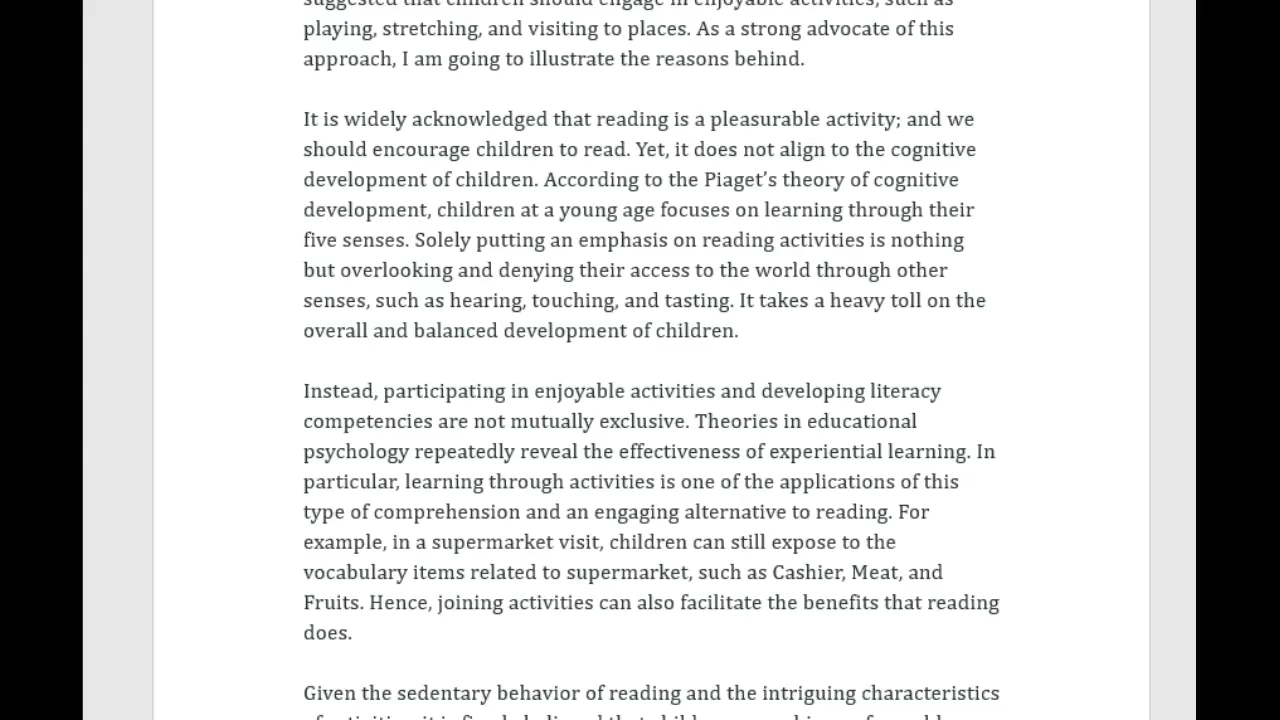 suggested that children should engage in enjoyable activities, such as
playing, stretching, and visiting to places. As a strong advocate of this
approach, I am going to illustrate the reasons behind.
It is widely acknowledged that reading is a pleasurable activity; and we
should encourage children to read. Yet, it does not align to the cognitive
development of children. According to the Piaget’s theory of cognitive
development, children at a young age focuses on learning through their
five senses. Solely putting an emphasis on reading activities is nothing
but overlooking and denying their access to the world through other
senses, such as hearing, touching, and tasting. It takes a heavy toll on the
overall and balanced development of children.
Instead, participating in enjoyable activities and developing literacy
competencies are not mutually exclusive. Theories in educational
psychology repeatedly reveal the effectiveness of experiential learning. In
particular, learning through activities is one of the applications of this
type of comprehension and an engaging alternative to reading. For
example, in a supermarket visit, children can still expose to the
vocabulary items related to supermarket, such as Cashier, Meat, and
Fruits. Hence, joining activities can also facilitate the benefits that reading
does.
Given the sedentary behavior of reading and the intriguing characteristics